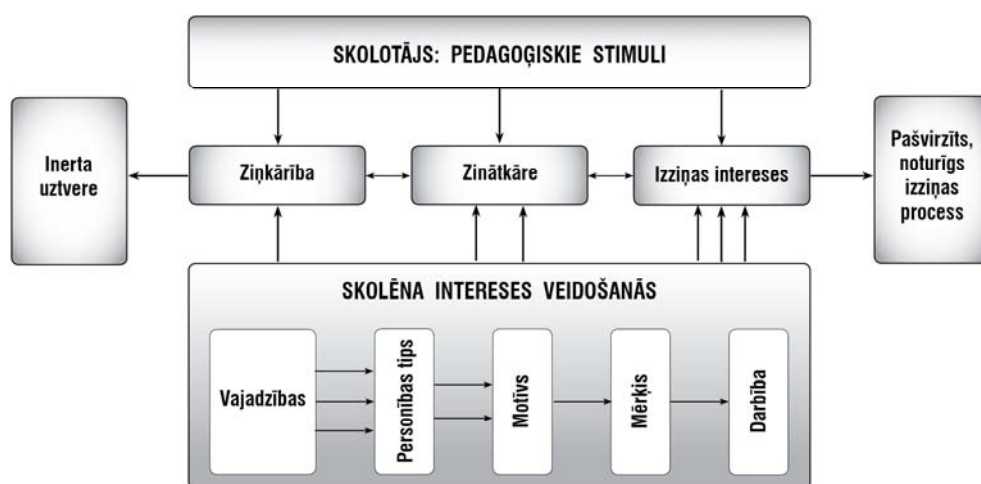 SKOLOTĀJS: PEDAGOĢISKIE STIMULI
Inerta
uztvere
Ziņkārība
Zinātkāre
Izziņas intereses
Pašvirzīts,
noturīgs
izziņas
process
SKOLĒNA INTERESES VEIDOŠANĀS
Vajadzības
Personības tips
Motīvs
Mērķis
Darbība